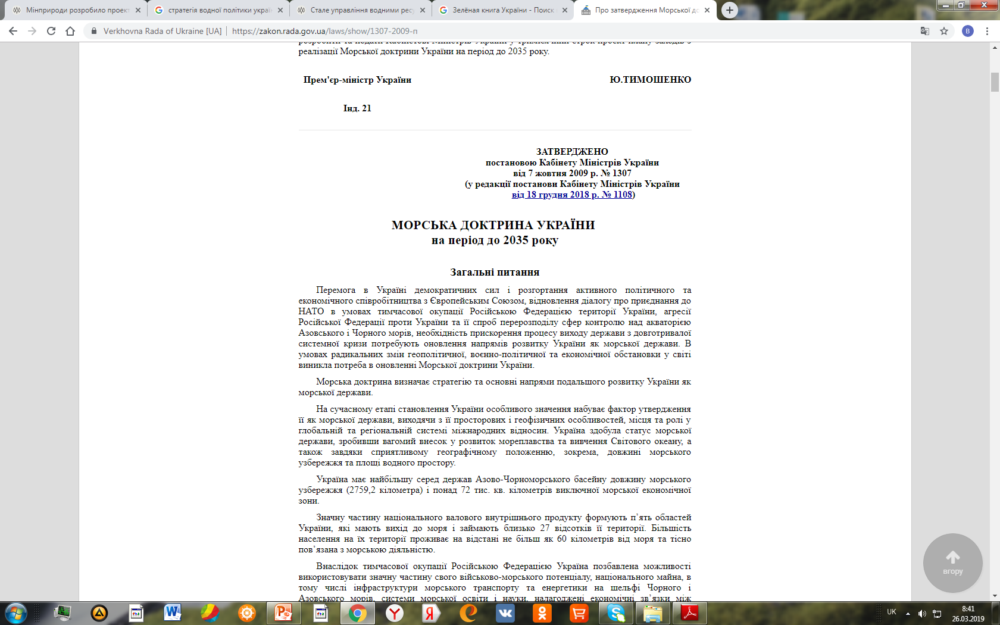 Мінприроди розробило проект
стратегія водної політики украї
Стале управління водними ресу
Зелёная книга України - Поиск
Про затвердження Морської до
Verkhovna Rada of Ukraine [UA] | https://zakon.rada.gov.ua/laws/show/1307-2009-п
В
реалізації Морської доктрини України на період до 2035 року.
Прем'єр-міністр України Ю.ТИМОШЕНКО
Інд. 21
ЗАТВЕРДЖЕНО
постановою Кабінету Міністрів України
від 7 жовтня 2009 р. № 1307
(у редакції постанови Кабінету Міністрів України
від 18 грудня 2018 р. № 1108)
МОРСЬКА ДОКТРИНА УКРАЇНИ
на період до 2035 року
Загальні питання
Перемога в Україні демократичних сил і розгортання активного політичного та
економічного співробітництва з Європейським Союзом, відновлення діалогу про приєднання до
НАТО в умовах тимчасової окупації Російською Федерацією території України, агресії
Російської Федерації проти України та її спроб перерозподілу сфер контролю над акваторією
Азовського і Чорного морів, необхідність прискорення процесу виходу держави з довготривалої
системної кризи потребують оновлення напрямів розвитку України як морської держави. В
умовах радикальних змін геополітичної, воєнно-політичної та економічної обстановки у світі
виникла потреба в оновленні Морської доктрини України.
Морська доктрина визначає стратегію та основні напрями подальшого розвитку України як
морської держави.
На сучасному етапі становлення України особливого значення набуває фактор утвердження
її як морської держави, виходячи з її просторових і геофізичних особливостей, місця та ролі у
глобальній та регіональній системі міжнародних відносин. Україна здобула статус морської
держави, зробивши вагомий внесок у розвиток мореплавства та вивчення Світового океану, а
також завдяки сприятливому географічному положенню, зокрема, довжині морського
узбережжя та площі водного простору.
Україна має найбільшу серед держав Азово-Чорноморського басейну довжину морського
узбережжя (2759,2 кілометра) і понад 72 тис. кв. кілометрів виключної морської економічної
зони.
Значну частину національного валового внутрішнього продукту формують п’ять областей
України, які мають вихід до моря і займають близько 27 відсотків її території. Більшість
населення на їх території проживає на відстані не більш як 60 кілометрів від моря та тісно
пов’язана з морською діяльністю.
Внаслідок тимчасової окупації Російською Федерацією Україна позбавлена можливості
використовувати значну частину свого військово-морського потенціалу, національного майна, в
тому числі інфраструктури морського транспорту та енергетики на шельфі Чорного і
Азовського морів, системи морської освіти і науки, налагоджені економічні зв’язки між
вгору
UK
8:41
26.03.2019